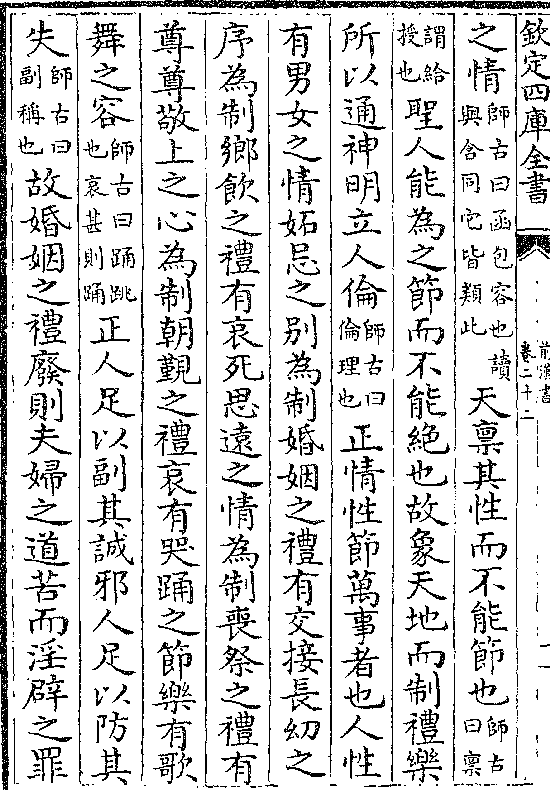 欽定四庫全書
前漢書
卷二十二
之情師古曰函包容也讀與含同它皆類此天禀其性而不能節也師古曰禀
謂給授也聖人能為之節而不能絶也故象天地而制禮樂
所以通神明立人倫師古曰倫理也正情性節萬事者也人性
有男女之情妬忌之别為制婚姻之禮有交接長幼之
序為制鄉飲之禮有哀死思遠之情為制喪祭之禮有
尊尊敬上之心為制朝覲之禮哀有哭踊之節樂有歌
舞之容師古曰踊跳也哀甚則踊正人足以副其誠邪人足以防其
失師古曰副稱也故婚姻之禮廢則夫婦之道苦而淫辟之罪